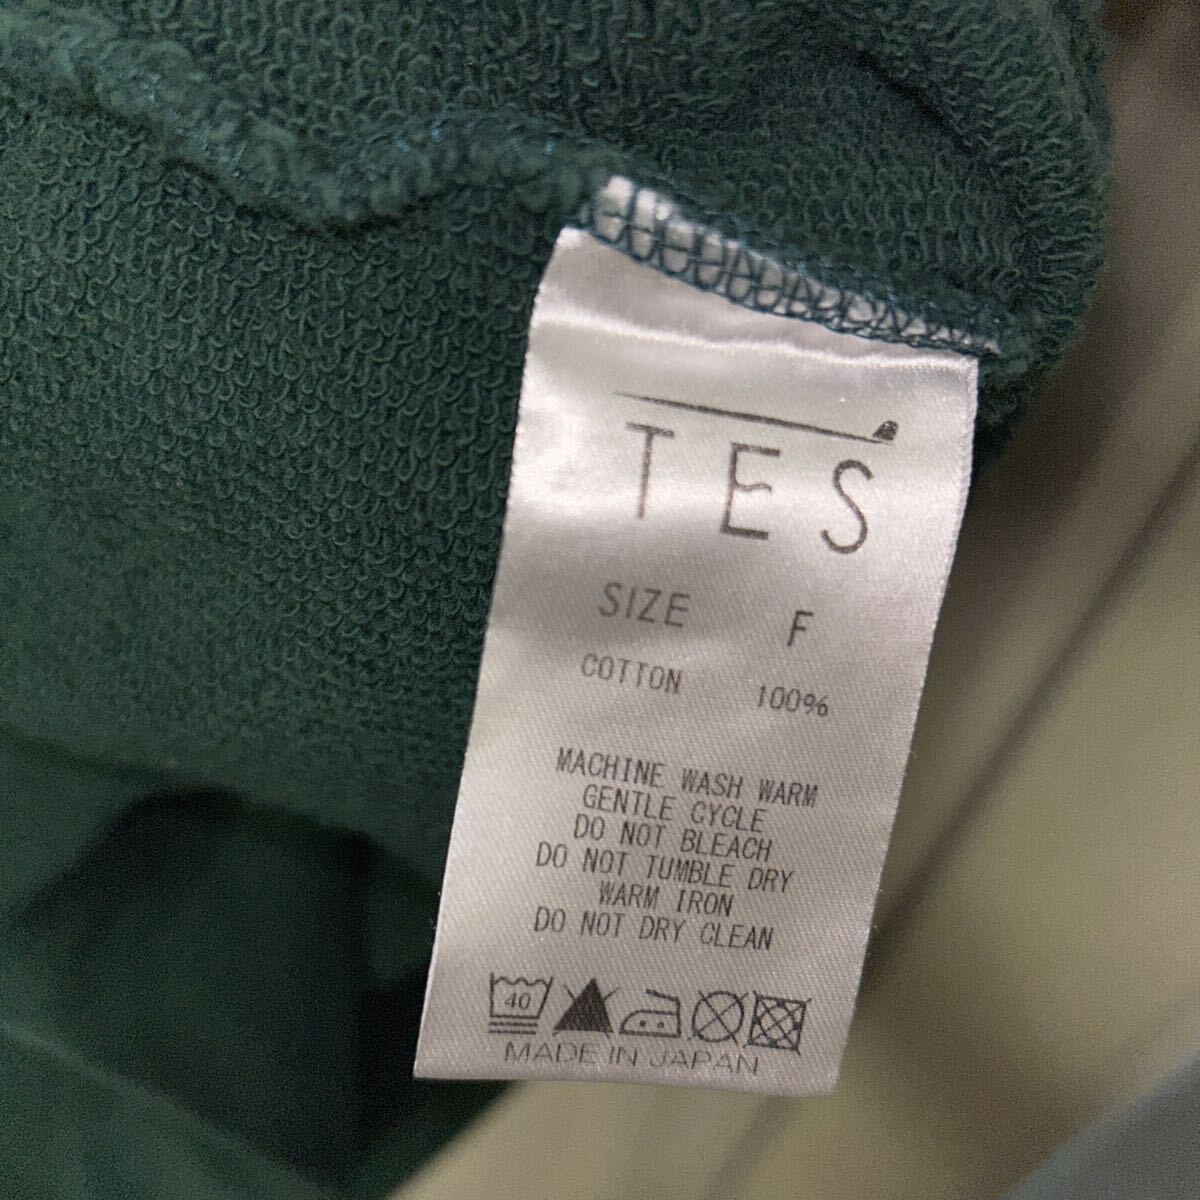 TES
SIZE F
COTTON 100%
MACHINE WASH WARM
GENTLE CYCLE
DO NOT BLEACH
DO NOT TUMBLE DRY
WARM IRON
DO NOT DRY CLEAN
40
MADE IN JAPAN